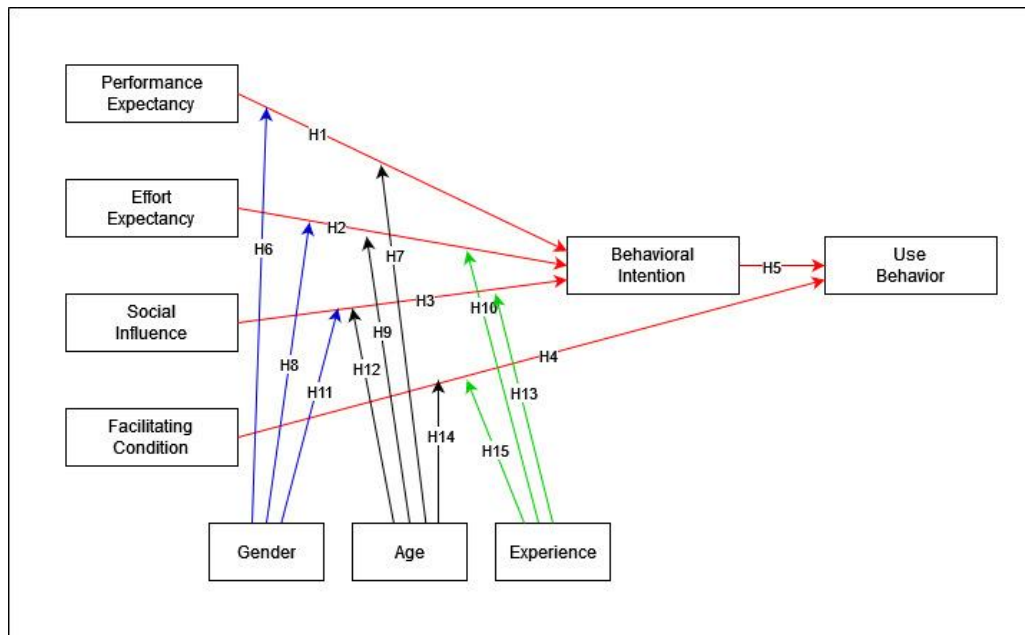 Performance
Expectancy
H1
Effort
Expectancy
H2
H6
H7
Behavioral
Intention
H5
Use
Behavior
Social
Influence
H3
H10
H9
H4
H8
H12
H11
H13
Facilitating
Condition
H14
H15
Gender
Age
Experience